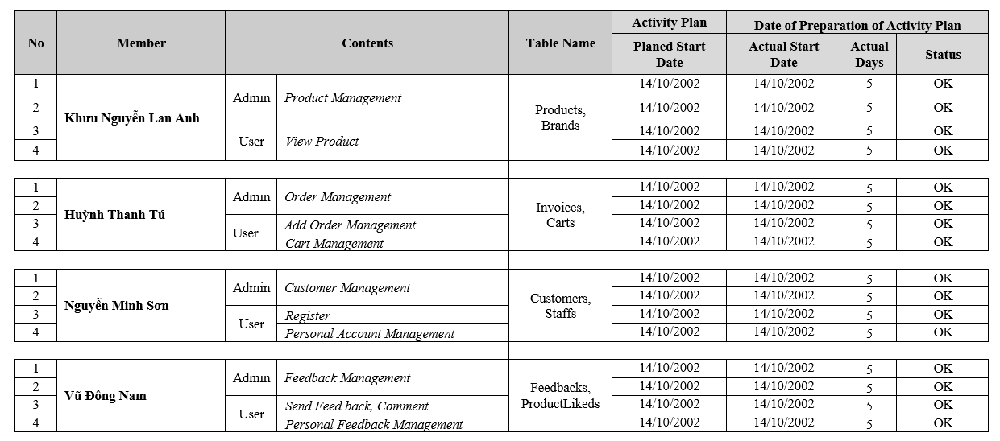 No Member Contents Table Name Activity Plan Date of Preparation of Activity Plan
Planed Start Date Actual Start Date Actual Days Status
1 Khưu Nguyễn Lan Anh Admin Product Management Products, Brands 14/10/2002 14/10/2002 5 OK
2 14/10/2002 14/10/2002 5 OK
3 User View Product 14/10/2002 14/10/2002 5 OK
4 14/10/2002 14/10/2002 5 OK
1 Huỳnh Thanh Tú Admin Order Management Invoices, Carts 14/10/2002 14/10/2002 5 OK
2 14/10/2002 14/10/2002 5 OK
3 User Add Order Management 14/10/2002 14/10/2002 5 OK
4 Cart Management 14/10/2002 14/10/2002 5 OK
1 Nguyễn Minh Sơn Admin Customer Management Customers, Staffs 14/10/2002 14/10/2002 5 OK
2 14/10/2002 14/10/2002 5 OK
3 User Register 14/10/2002 14/10/2002 5 OK
4 Personal Account Management 14/10/2002 14/10/2002 5 OK
1 Vũ Đông Nam Admin Feedback Management Feedbacks, ProductLikeds 14/10/2002 14/10/2002 5 OK
2 14/10/2002 14/10/2002 5 OK
3 User Send Feed back, Comment 14/10/2002 14/10/2002 5 OK
4 Personal Feedback Management 14/10/2002 14/10/2002 5 OK